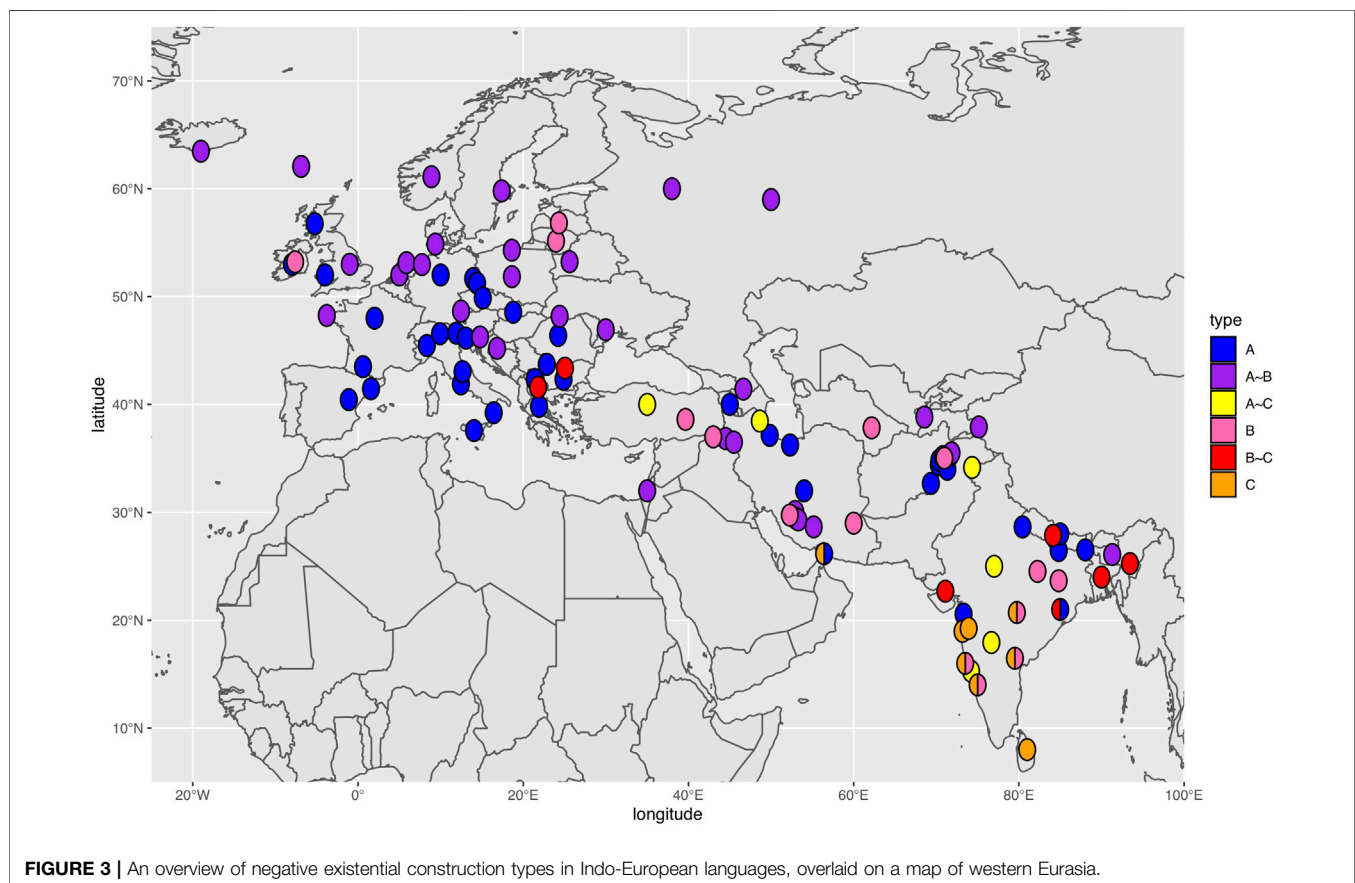 70°N
60°N
50°N
40°N
30°N
20°N
10°N
latitude
20°W 0° 20°E 40°E 60°E 80°E 100°E
longitude
type
A
A~B
A~C
B
B~C
C
FIGURE 3 | An overview of negative existential construction types in Indo-European languages, overlaid on a map of western Eurasia.